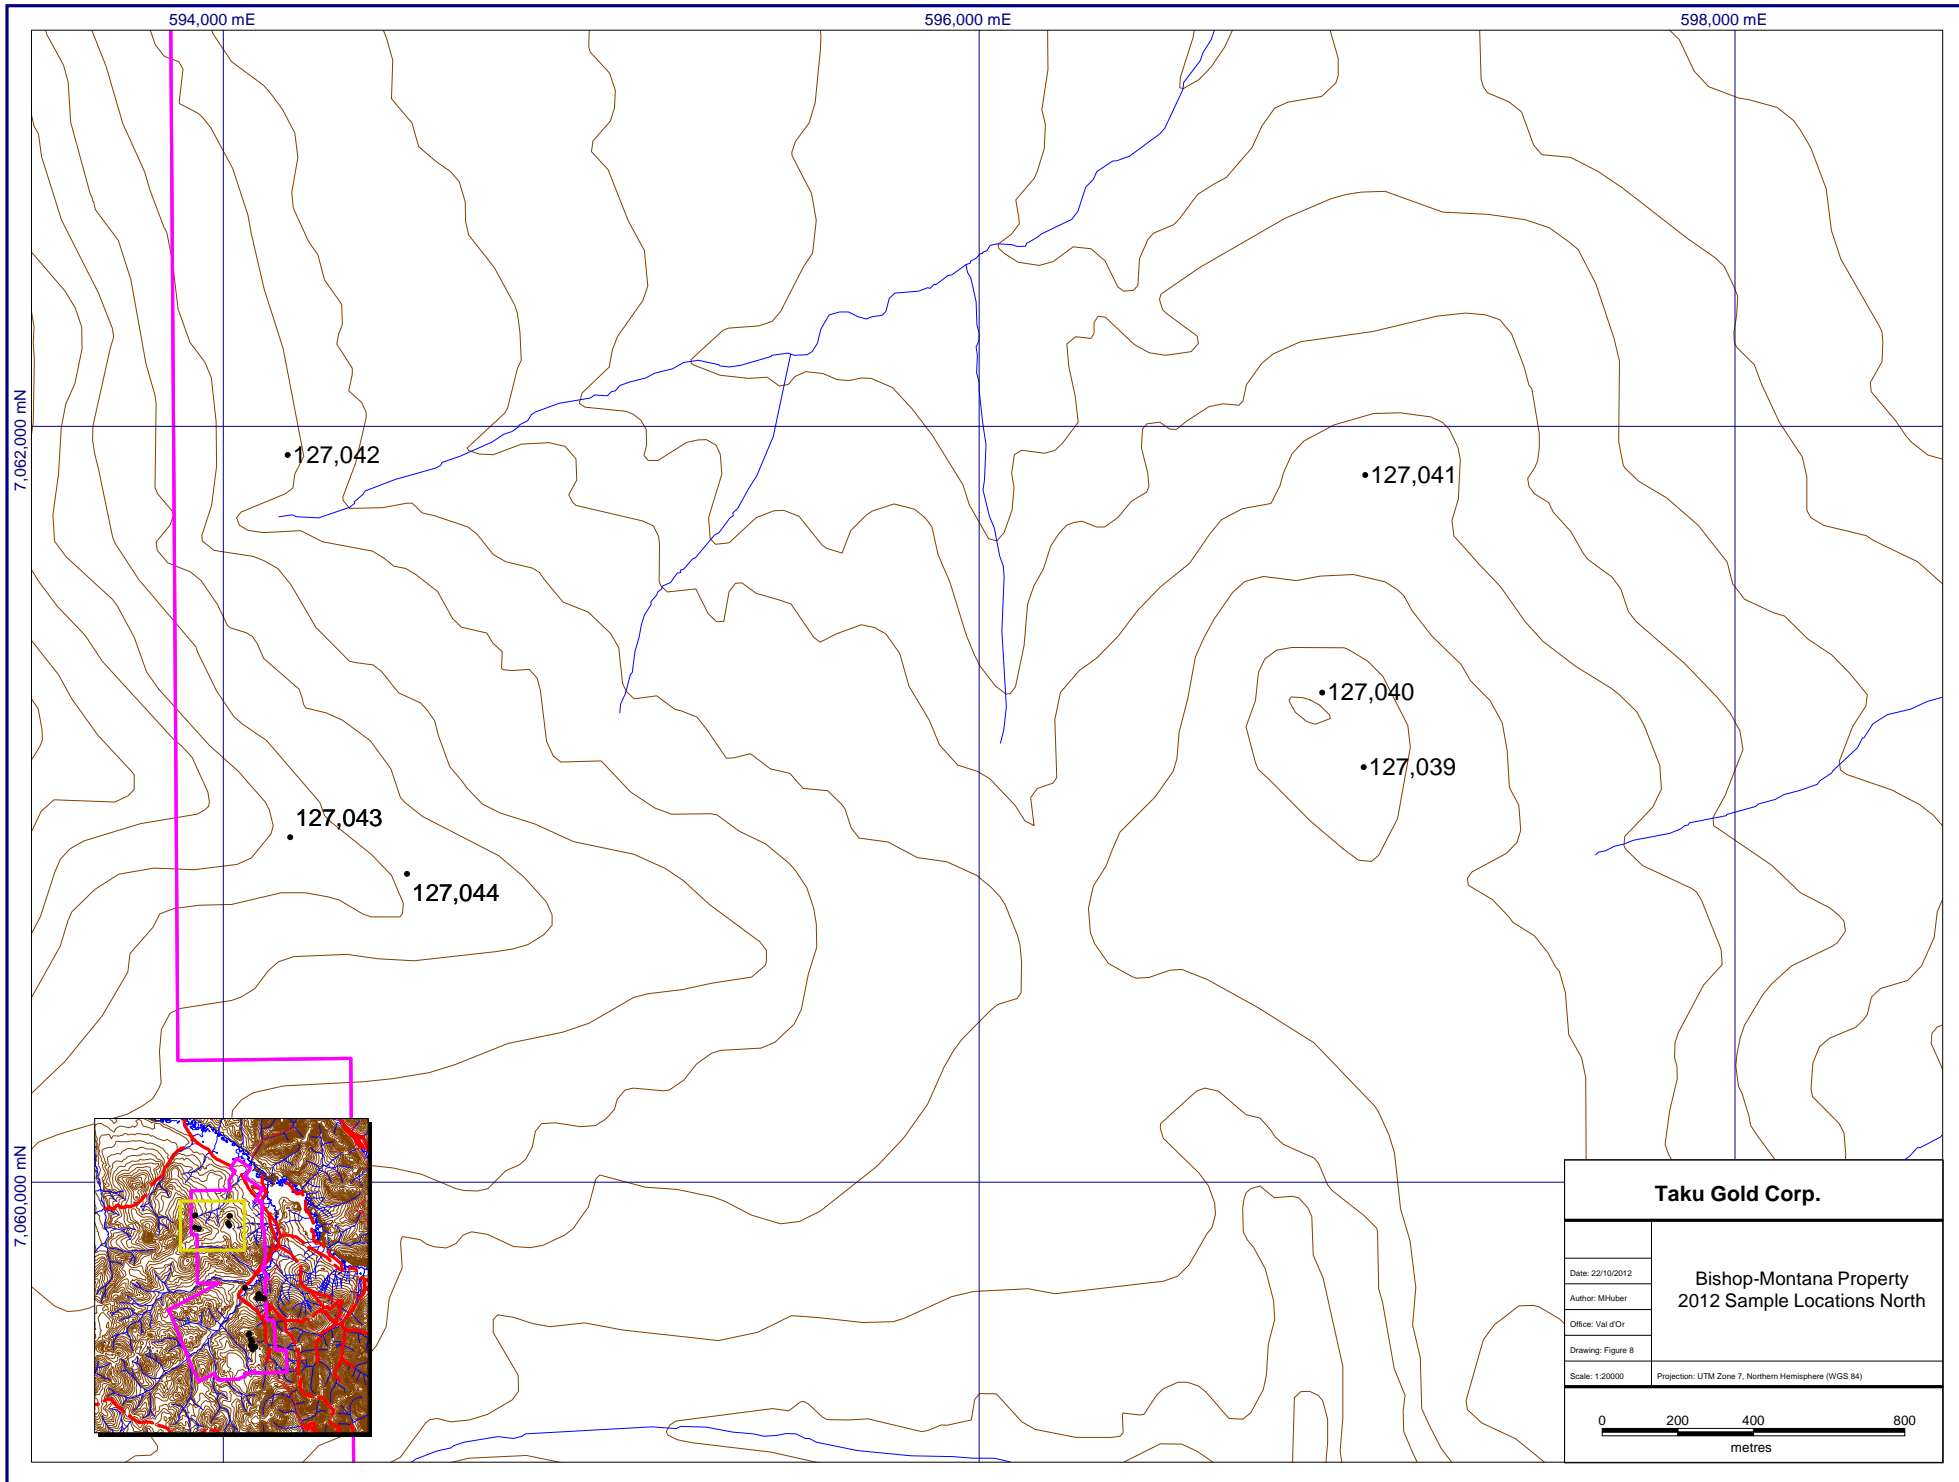 594,000 mE
596,000 mE
598,000 mE
7,062,000 mN
127,042
127,041
127,040
127,039
127,043
127,044
7,060,000 mN
Taku Gold Corp.
Date: 22/10/2012
Author: MHuber
Office: Val d'Or
Drawing: Figure 8
Scale: 1:20000
Bishop-Montana Property
2012 Sample Locations North
Projection: UTM Zone 7, Northern Hemisphere (WGS 84)
0 200 400 800
metres